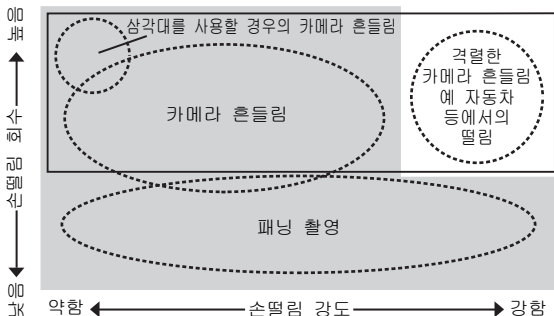 높음
손떨림 회수
낮음
삼각대를 사용할 경우의 카메라 흔들림
카메라 흔들림
격렬한
카메라 흔들림
예 자동차
등에서의
떨림
패닝 촬영
약함
손떨림 강도
강함